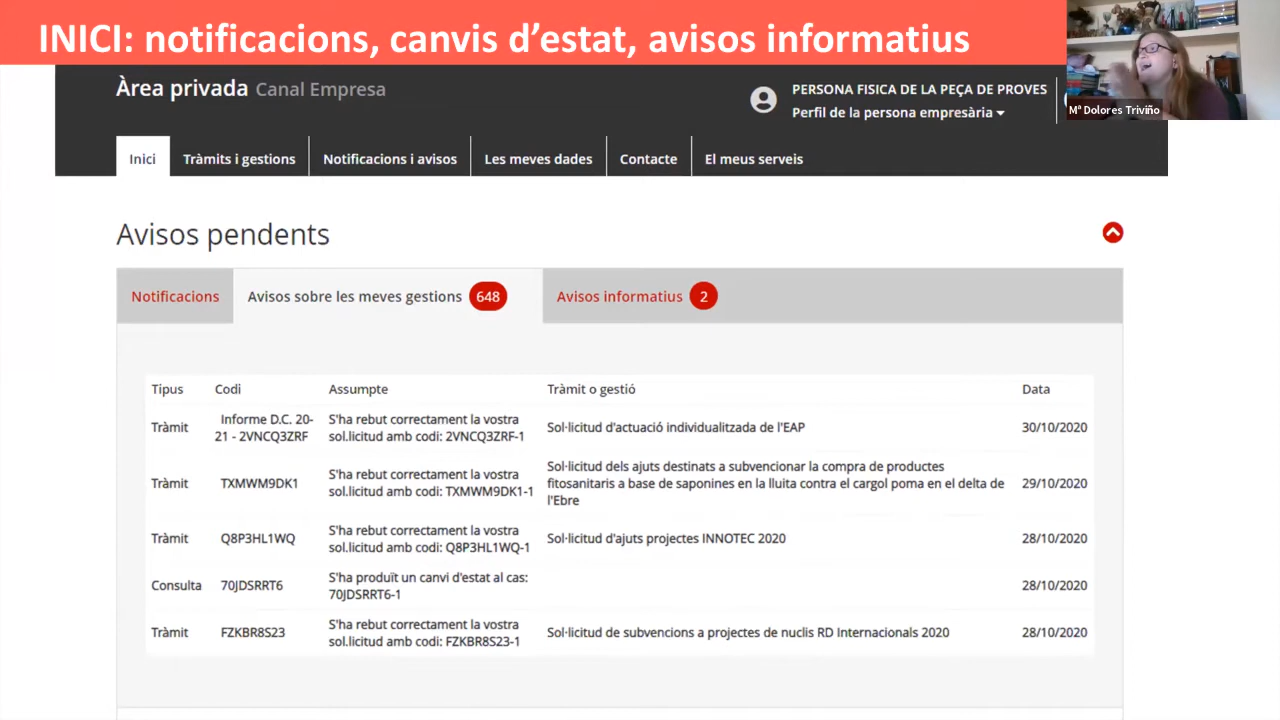 INICI: notificacions, canvis d’estat, avisos informatius
Àrea privada Canal Empresa
PERSONA FISICA DE LA PEÇA DE PROVES
Perfil de la persona empresària
Mª Dolores Triviño
Inici
Tràmits i gestions
Notificacions i avisos
Les meves dades
Contacte
El meus serveis
Avisos pendents
Notificacions
Avisos sobre les meves gestions 648
Avisos informatius 2
Tipus Codi Assumpte Tràmit o gestió Data
Tràmit
Informe D.C. 20-
21 - 2VNCQ3ZRF
S'ha rebut correctament la vostra
sol.licitud amb codi: 2VNCQ3ZRF-1
Sol·licitud d'actuació individualitzada de l'EAP
30/10/2020
Tràmit
TXMWM9DK1
S'ha rebut correctament la vostra
sol.licitud amb codi: TXMWM9DK1-1
Sol·licitud dels ajuts destinats a subvencionar la compra de productes
fitosanitaris a base de saponines en la lluita contra el cargol poma en el delta de
l'Ebre
29/10/2020
Tràmit
Q8P3HL1WQ
S'ha rebut correctament la vostra
sol.licitud amb codi: Q8P3HL1WQ-1
Sol·licitud d'ajuts projectes INNOTEC 2020
28/10/2020
Consulta
70JDSRRT6
S'ha produït un canvi d'estat al cas:
70JDSRRT6-1
28/10/2020
Tràmit
FZKBR8S23
S'ha rebut correctament la vostra
sol.licitud amb codi: FZKBR8S23-1
Sol·licitud de subvencions a projectes de nuclis RD Internacionals 2020
28/10/2020